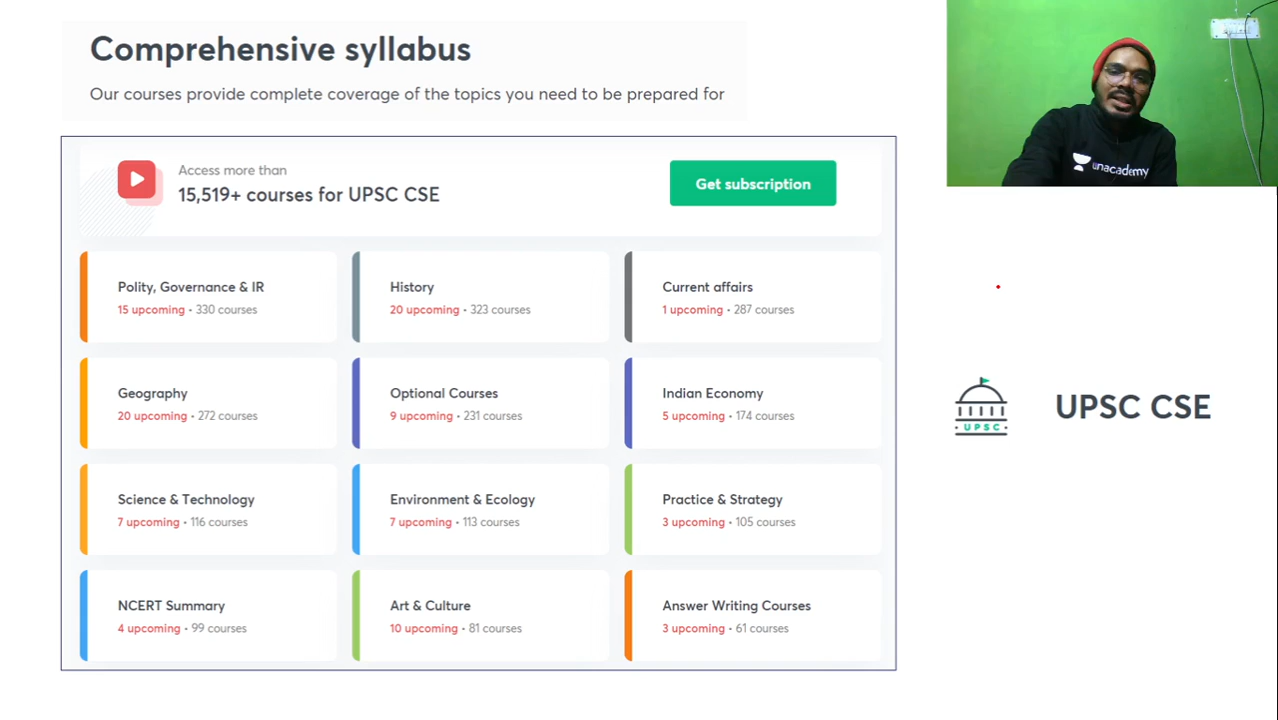 Comprehensive syllabus
Our courses provide complete coverage of the topics you need to be prepared for
Access more than
15,519+ courses for UPSC CSE
Get subscription
Polity, Governance & IR
15 upcoming • 330 courses
History
20 upcoming • 323 courses
Current affairs
1 upcoming • 287 courses
Geography
20 upcoming • 272 courses
Optional Courses
9 upcoming • 231 courses
Indian Economy
5 upcoming • 174 courses
Science & Technology
7 upcoming • 116 courses
Environment & Ecology
7 upcoming • 113 courses
Practice & Strategy
3 upcoming • 105 courses
NCERT Summary
4 upcoming • 99 courses
Art & Culture
10 upcoming • 81 courses
Answer Writing Courses
3 upcoming • 61 courses
unacademy
UPSC
UPSC CSE